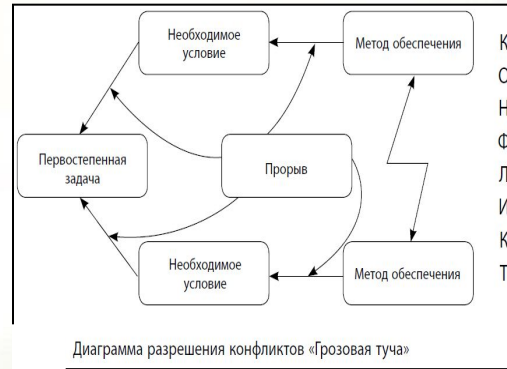 Необходимое
условие
Метод обеспечения
Первостепенная
задача
Прорыв
Необходимое
условие
Метод обеспечения
К
О
Н
Ф
Л
И
К
Т
Диаграмма разрешения конфликтов «Грозовая туча»